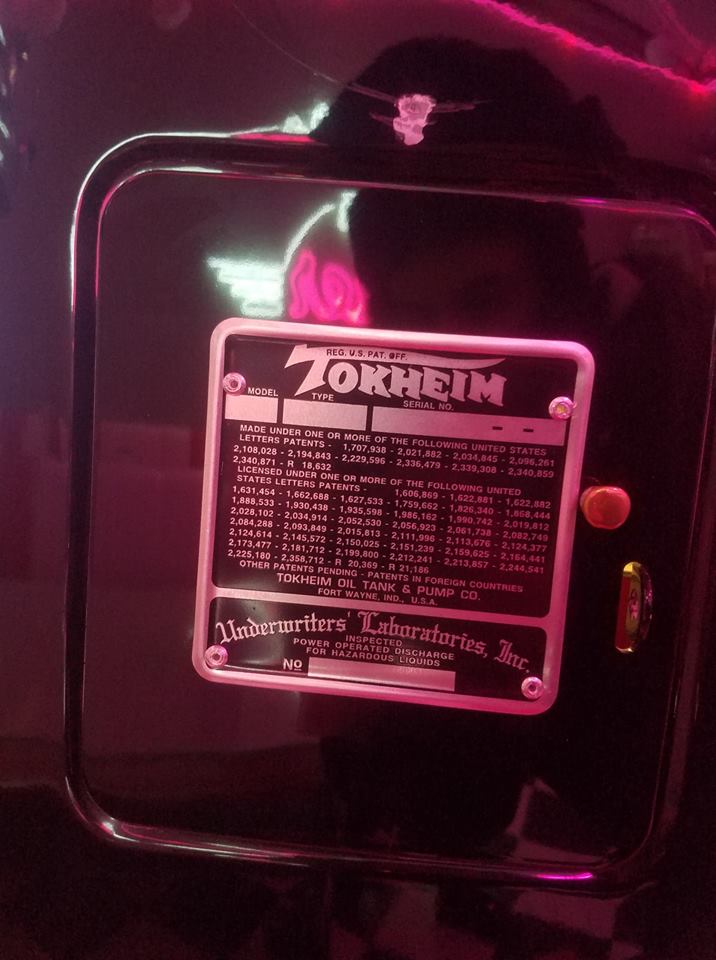 REG. U.S. PAT. OFF.
TOKHEIM
MODEL TYPE SERIAL NO.
- -
MADE UNDER ONE OR MORE OF THE FOLLOWING UNITED STATES
LETTERS PATENTS - 1,707,938 - 2,021,882 - 2,034,845 - 2,096,261
2,108,028 - 2,194,843 - 2,229,596 - 2,336,479 - 2,339,308 - 2,340,859
2,340,871 - R 18,632
LICENSED UNDER ONE OR MORE OF THE FOLLOWING UNITED
STATES LETTERS PATENTS - 1,606,869 - 1,622,881 - 1,622,882
1,631,454 - 1,662,688 - 1,627,533 - 1,759,662 - 1,826,340 - 1,868,444
1,888,533 - 1,930,438 - 1,935,598 - 1,986,162 - 1,990,742 - 2,019,812
2,028,102 - 2,034,914 - 2,052,530 - 2,056,923 - 2,061,738 - 2,082,749
2,084,288 - 2,093,849 - 2,015,813 - 2,111,996 - 2,113,676 - 2,124,377
2,124,614 - 2,145,572 - 2,150,025 - 2,151,239 - 2,159,625 - 2,164,441
2,173,477 - 2,181,712 - 2,199,800 - 2,212,241 - 2,213,857 - 2,244,541
2,225,180 - 2,358,712 - R 20,369 - R 21,186
OTHER PATENTS PENDING - PATENTS IN FOREIGN COUNTRIES
TOKHEIM OIL TANK & PUMP CO.
FORT WAYNE, IND., U.S.A.
Underwriters' Laboratories, Inc.
INSPECTED
POWER OPERATED DISCHARGE
FOR HAZARDOUS LIQUIDS
No